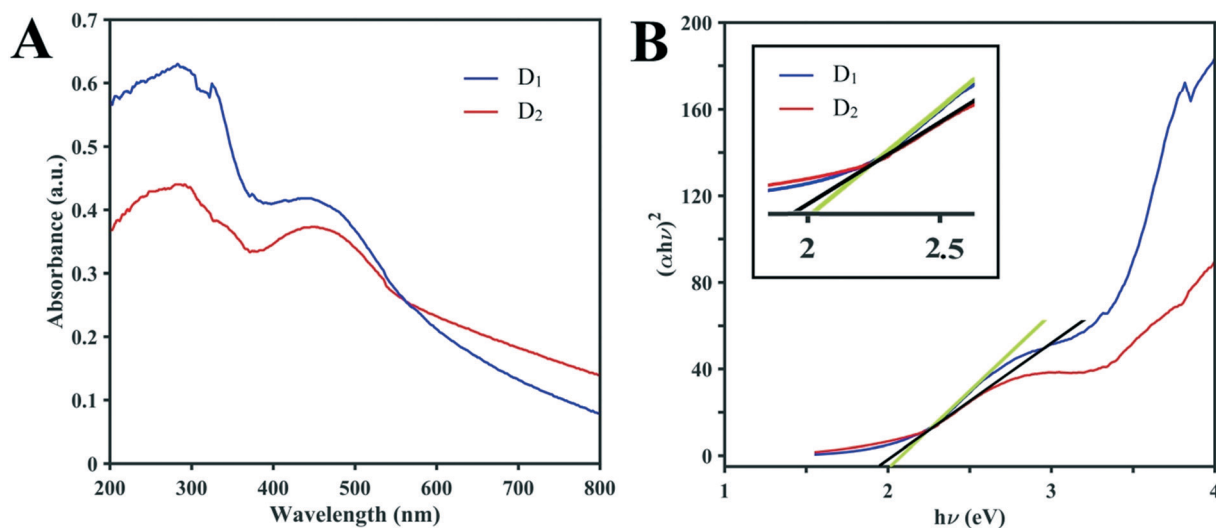 A
0.7
0.6
0.5
0.4
0.3
0.2
0.1
0
Absorbance (a.u.)
D₁
D₂
200 300 400 500 600 700 800
Wavelength (nm)
B
200
160
120
80
40
0
(αhν)²
D₁
D₂
2 2.5
1 2 3 4
hν (eV)